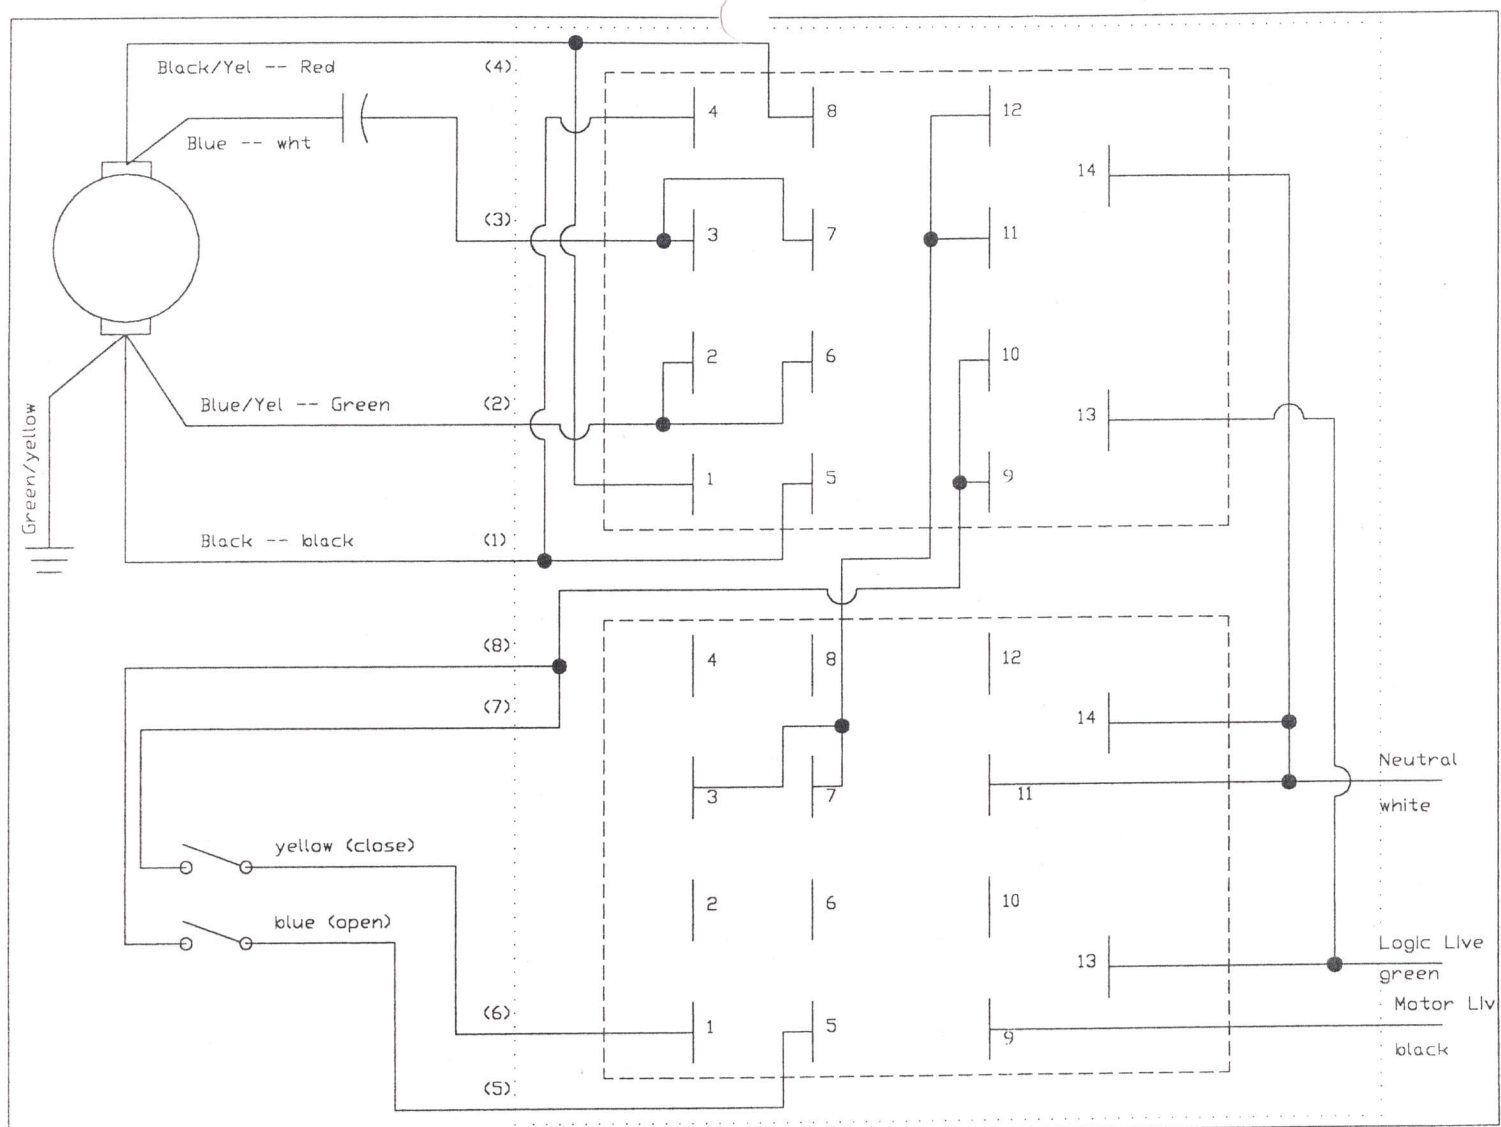 Black/Yel -- Red
(4)
Blue -- wht
4
8
12
14
(3)
3
7
11
2
6
10
Blue/Yel -- Green
(2)
13
Green/yellow
1
5
9
Black -- black
(1)
(8)
4
8
12
(7)
14
3
7
11
Neutral
white
yellow (close)
2
6
10
blue (open)
13
Logic Live
green
(6)
1
5
9
Motor Liv
black
(5)